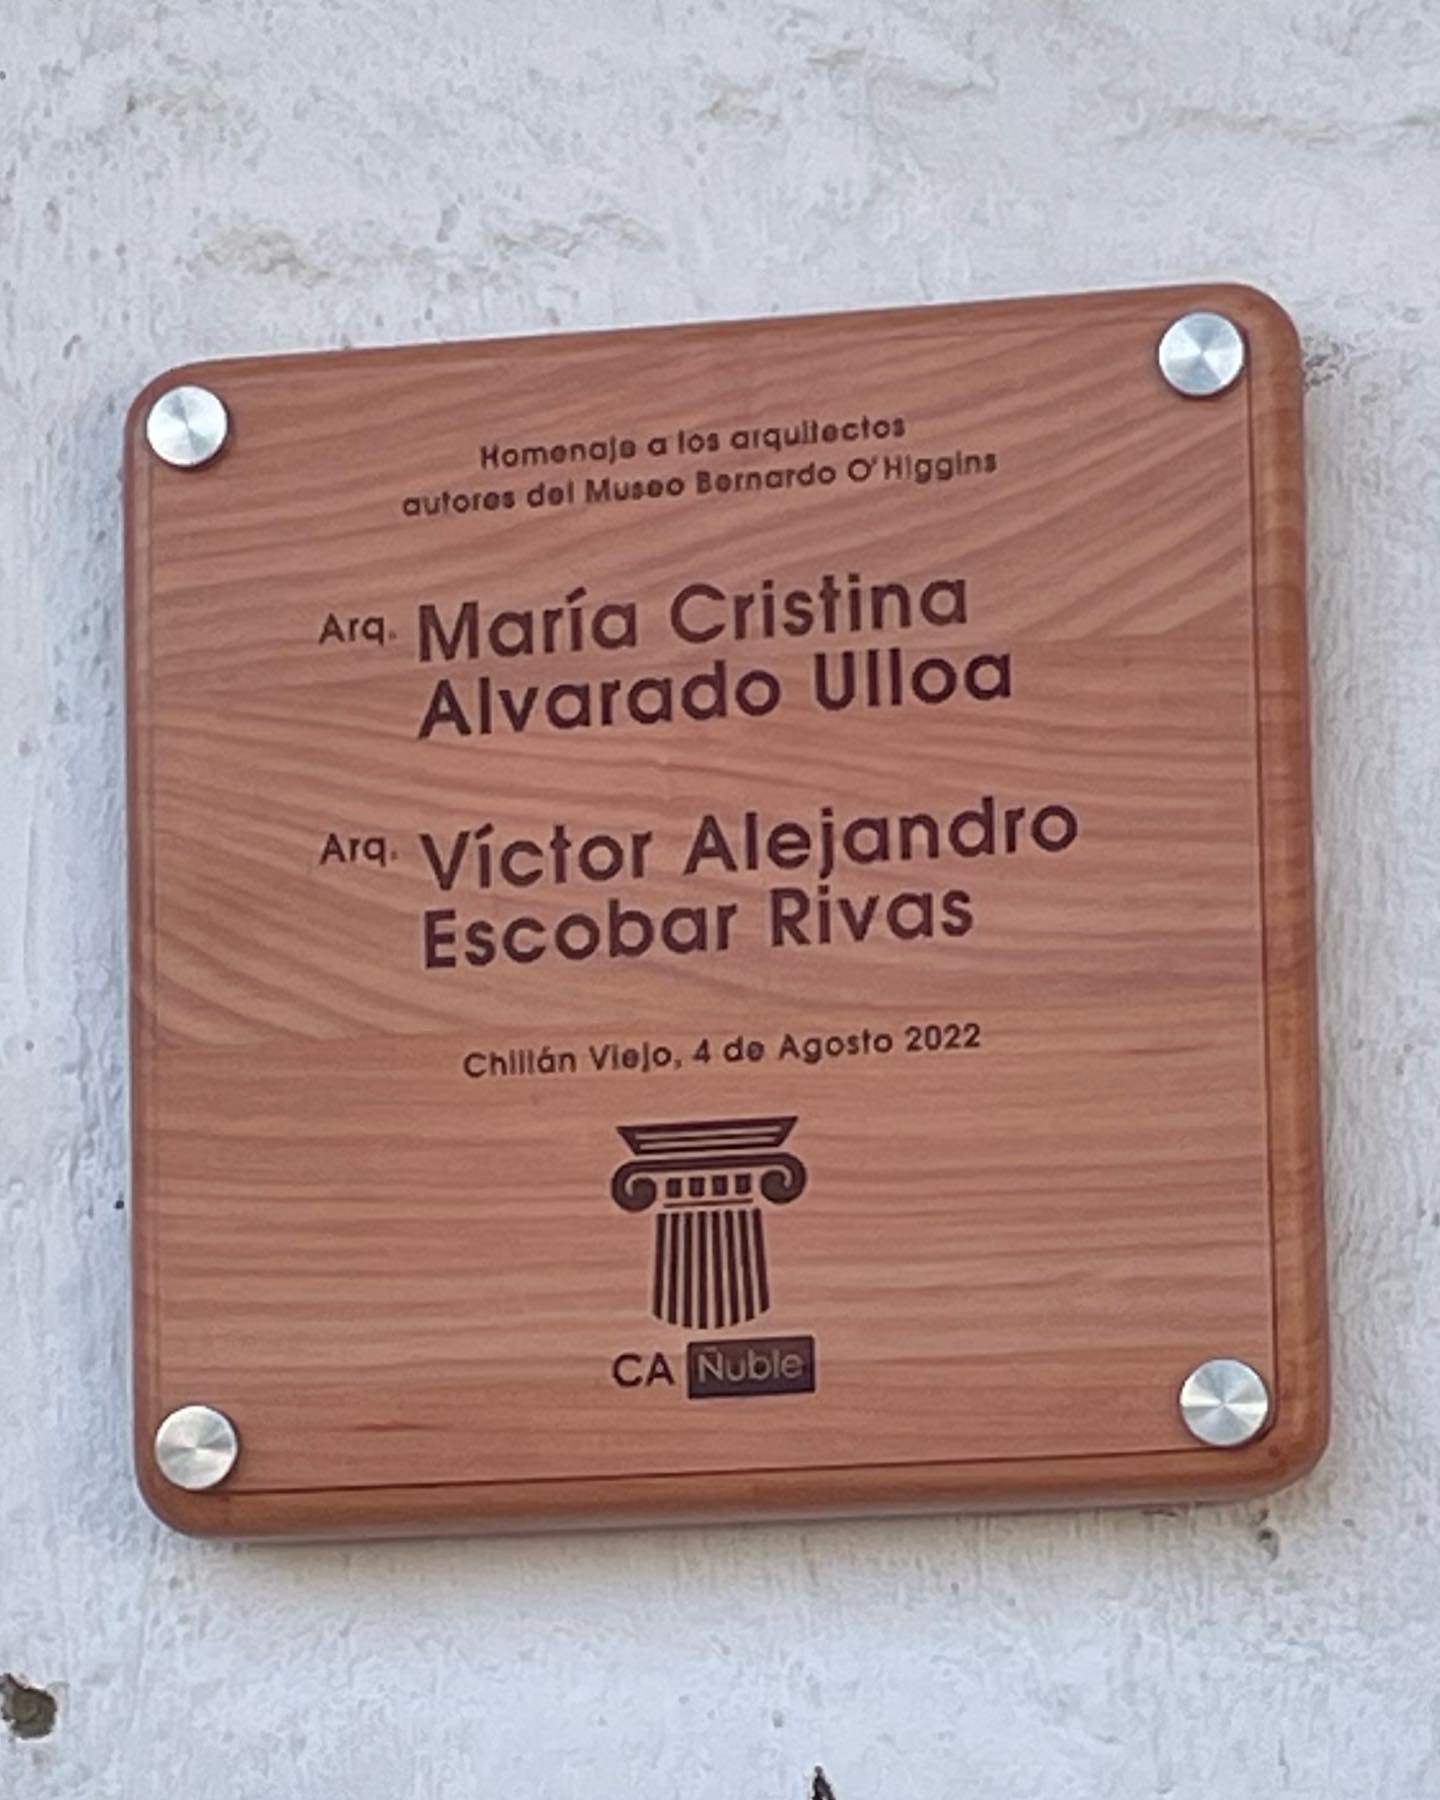 Homenaje a los arquitectos
autores del Museo Bernardo O'Higgins
Arq. María Cristina
Alvarado Ulloa
Arq. Víctor Alejandro
Escobar Rivas
Chillán Viejo, 4 de Agosto 2022
CA Ñuble